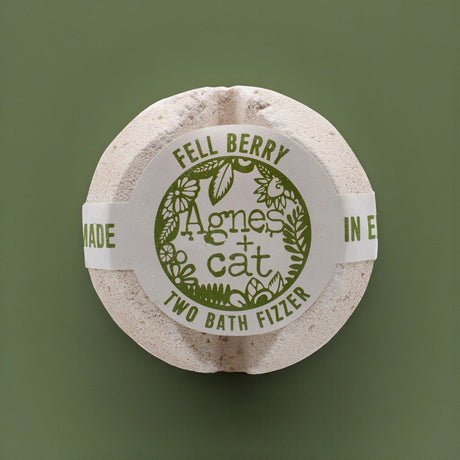 FELL BERRY
MADE
Agnes
+
cat
IN E
TWO BATH FIZZER